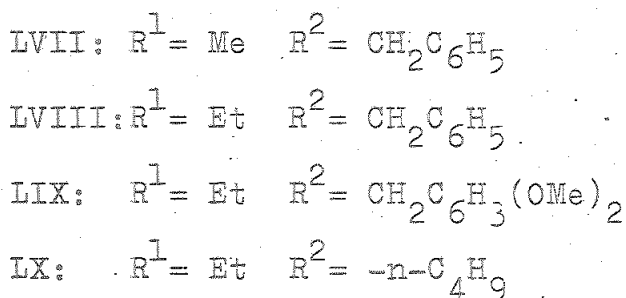 LVII: R¹= Me R²= CH₂C₆H₅
LVIII: R¹= Et R²= CH₂C₆H₅
LIX: R¹= Et R²= CH₂C₆H₃(OMe)₂
LX: R¹= Et R²= -n-C₄H₉